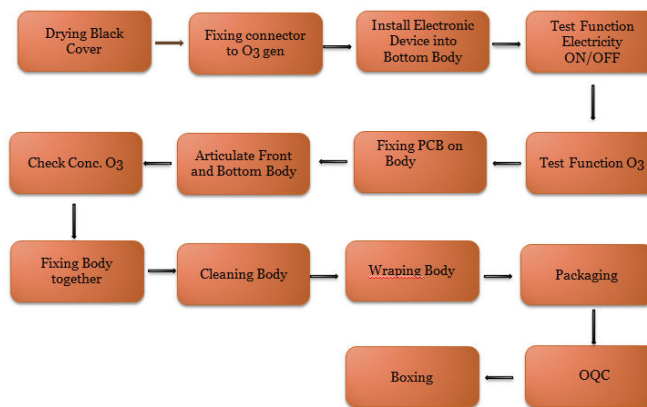 Drying Black
Cover
Fixing connector
to O3 gen
Install Electronic
Device into
Bottom Body
Test Function
Electricity
ON/OFF
Test Function O3
Fixing PCB on
Body
Articulate Front
and Bottom Body
Check Conc. O3
Fixing Body
together
Cleaning Body
Wraping Body
Packaging
OQC
Boxing